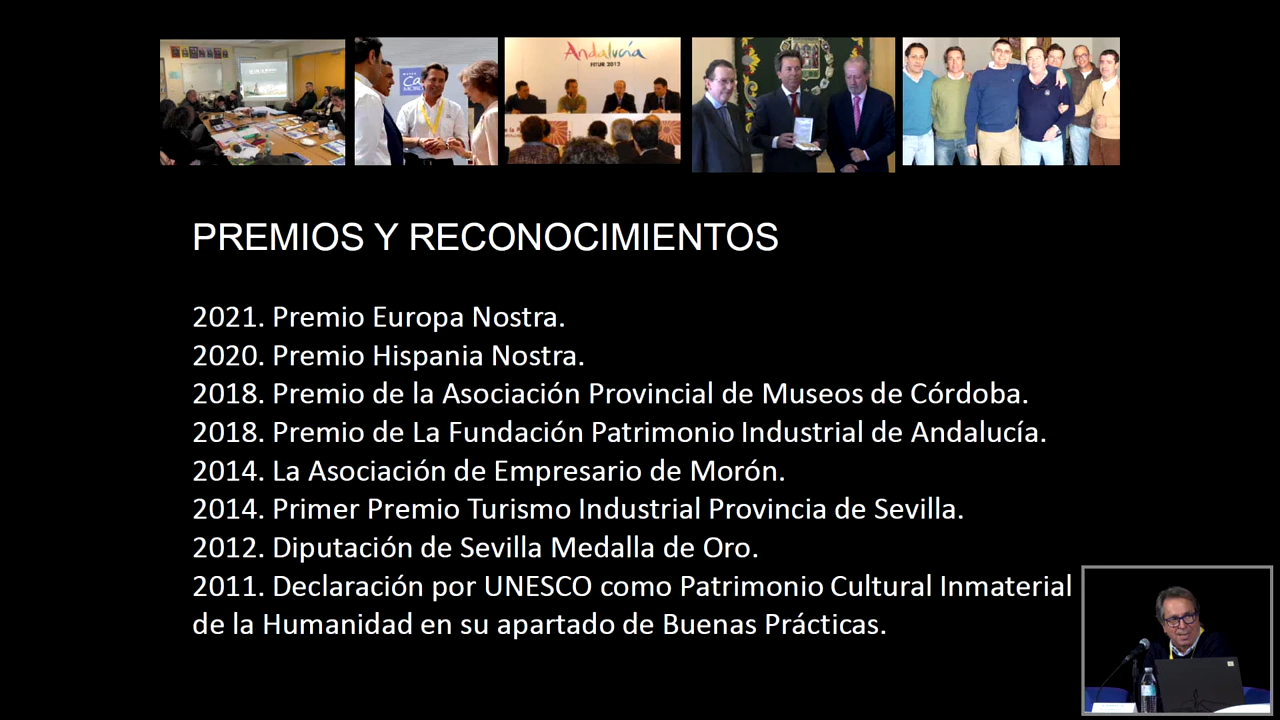 Andalucía
FITUR 2012
PREMIOS Y RECONOCIMIENTOS
2021. Premio Europa Nostra.
2020. Premio Hispania Nostra.
2018. Premio de la Asociación Provincial de Museos de Córdoba.
2018. Premio de La Fundación Patrimonio Industrial de Andalucía.
2014. La Asociación de Empresario de Morón.
2014. Primer Premio Turismo Industrial Provincia de Sevilla.
2012. Diputación de Sevilla Medalla de Oro.
2011. Declaración por UNESCO como Patrimonio Cultural Inmaterial
de la Humanidad en su apartado de Buenas Prácticas.